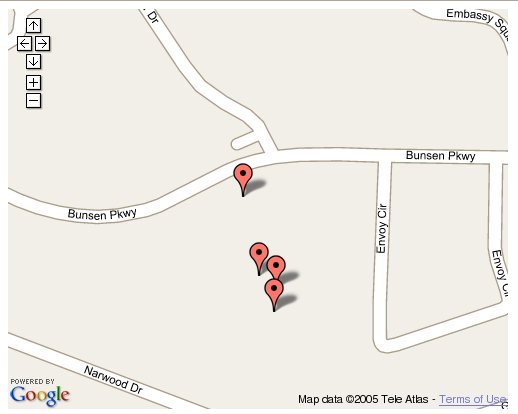 Dr
Embassy Squ
Bunsen Pkwy
Bunsen Pkwy
Envoy Cir
Envoy Cir
Narwood Dr
POWERED BY
Google
Map data ©2005 Tele Atlas - Terms of Use